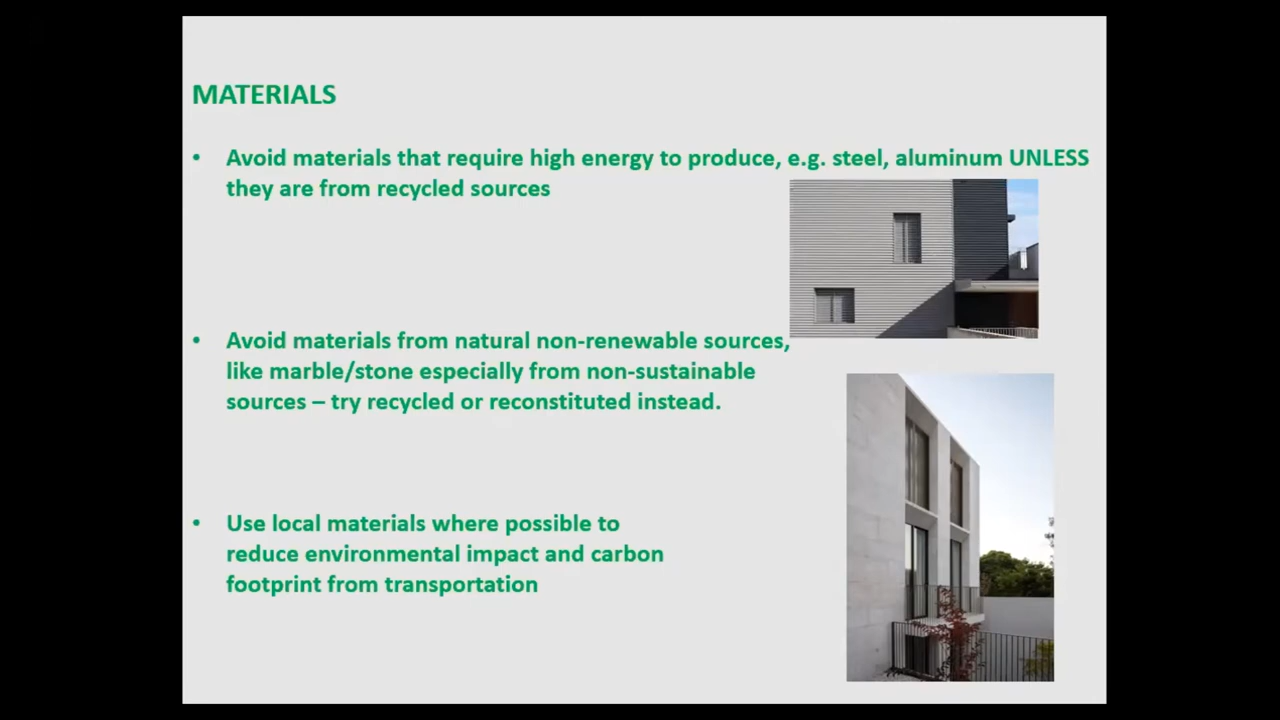 MATERIALS
• Avoid materials that require high energy to produce, e.g. steel, aluminum UNLESS
they are from recycled sources
• Avoid materials from natural non-renewable sources,
like marble/stone especially from non-sustainable
sources – try recycled or reconstituted instead.
• Use local materials where possible to
reduce environmental impact and carbon
footprint from transportation